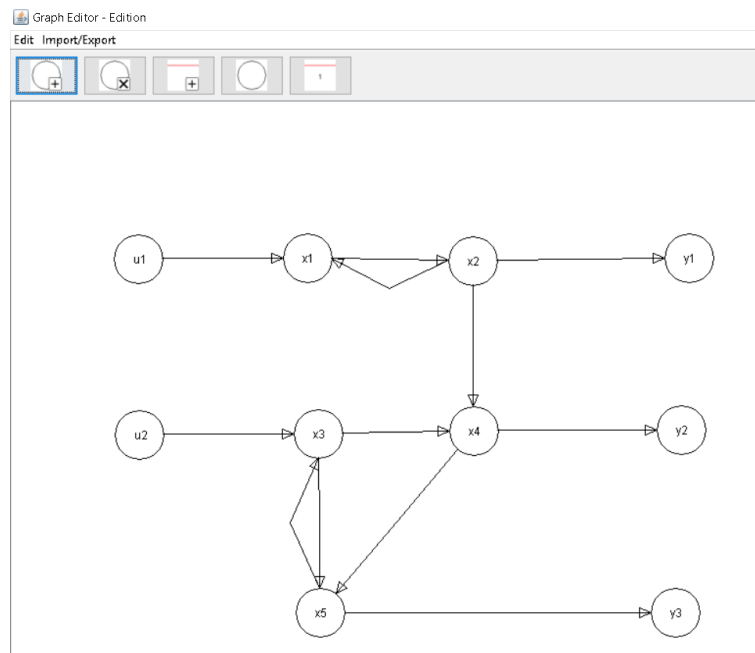 Graph Editor - Edition
Edit Import/Export
1
u1 x1 x2 y1
u2 x3 x4 y2
x5 y3